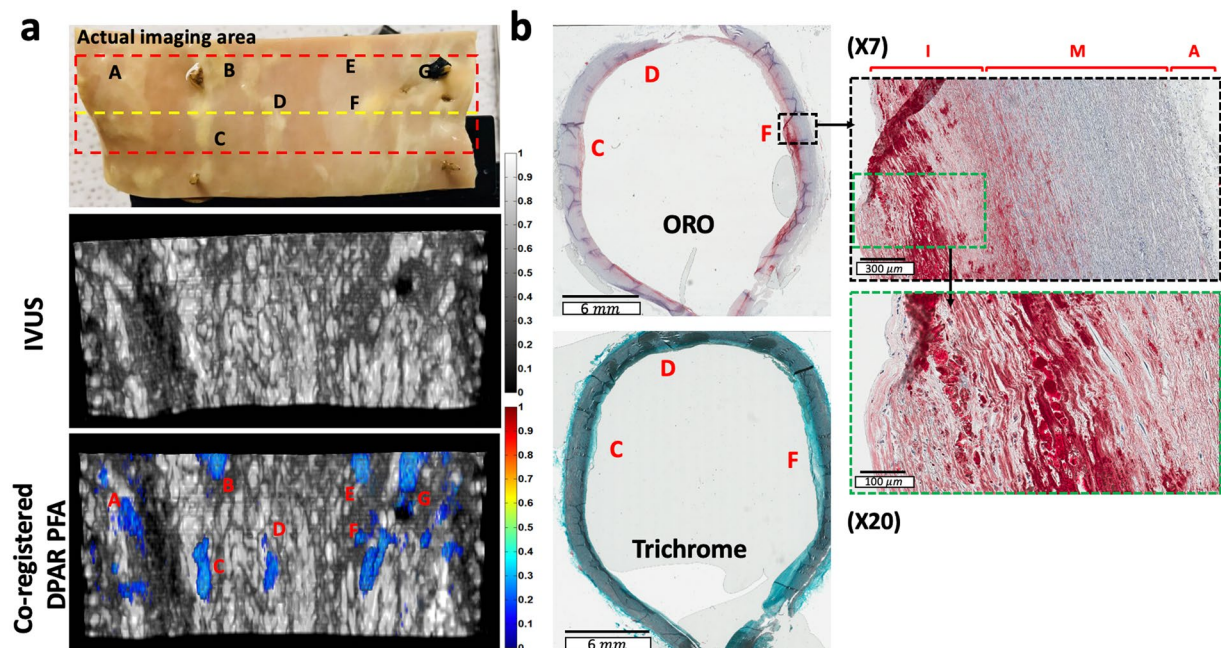 a
Actual imaging area
A
B
E
G
D
F
C
IVUS
1
0.9
0.8
0.7
0.6
0.5
0.4
0.3
0.2
0.1
0
Co-registered
DPAR PFA
A
B
E
G
F
D
C
1
0.9
0.8
0.7
0.6
0.5
0.4
0.3
0.2
0.1
0
b
D
C
F
ORO
6 mm
D
C
F
Trichrome
6 mm
(X7)
I M A
300 μm
100 μm
(X20)